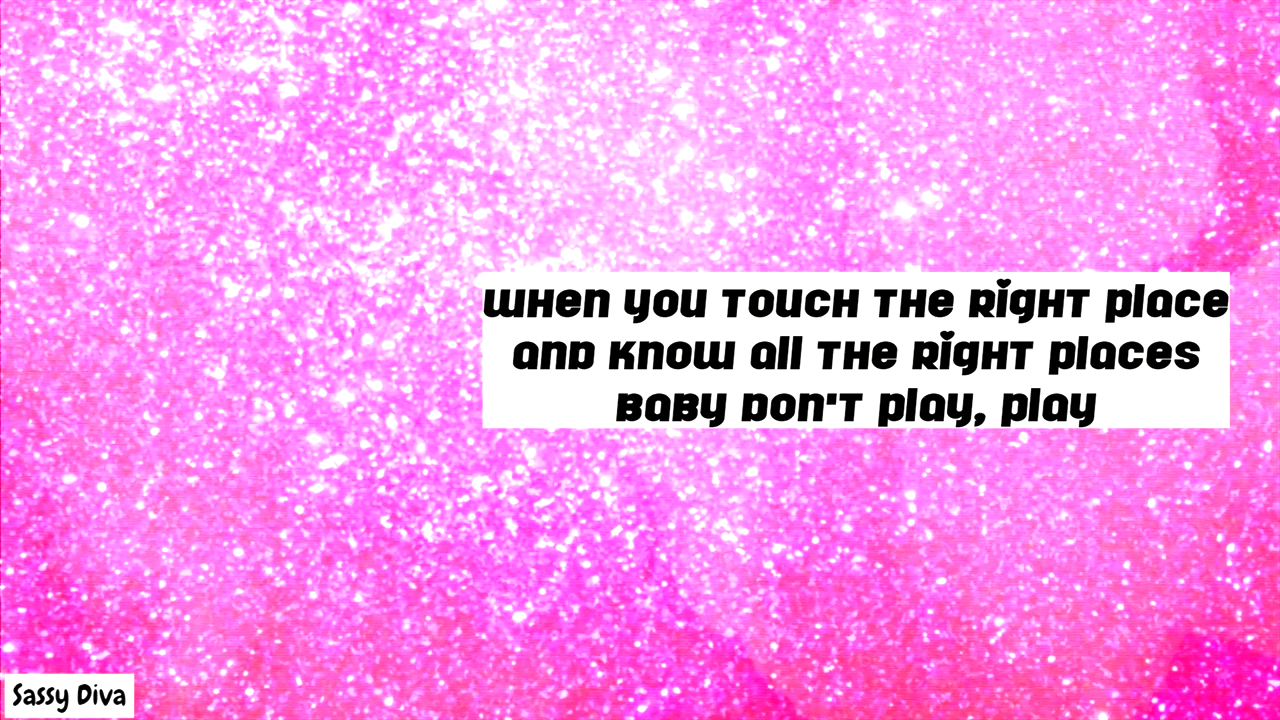 WHEN YOU TOUCH THE RIGHT PLACE
AND KNOW ALL THE RIGHT PLACES
BABY DON'T PLAY, PLAY
Sassy Diva